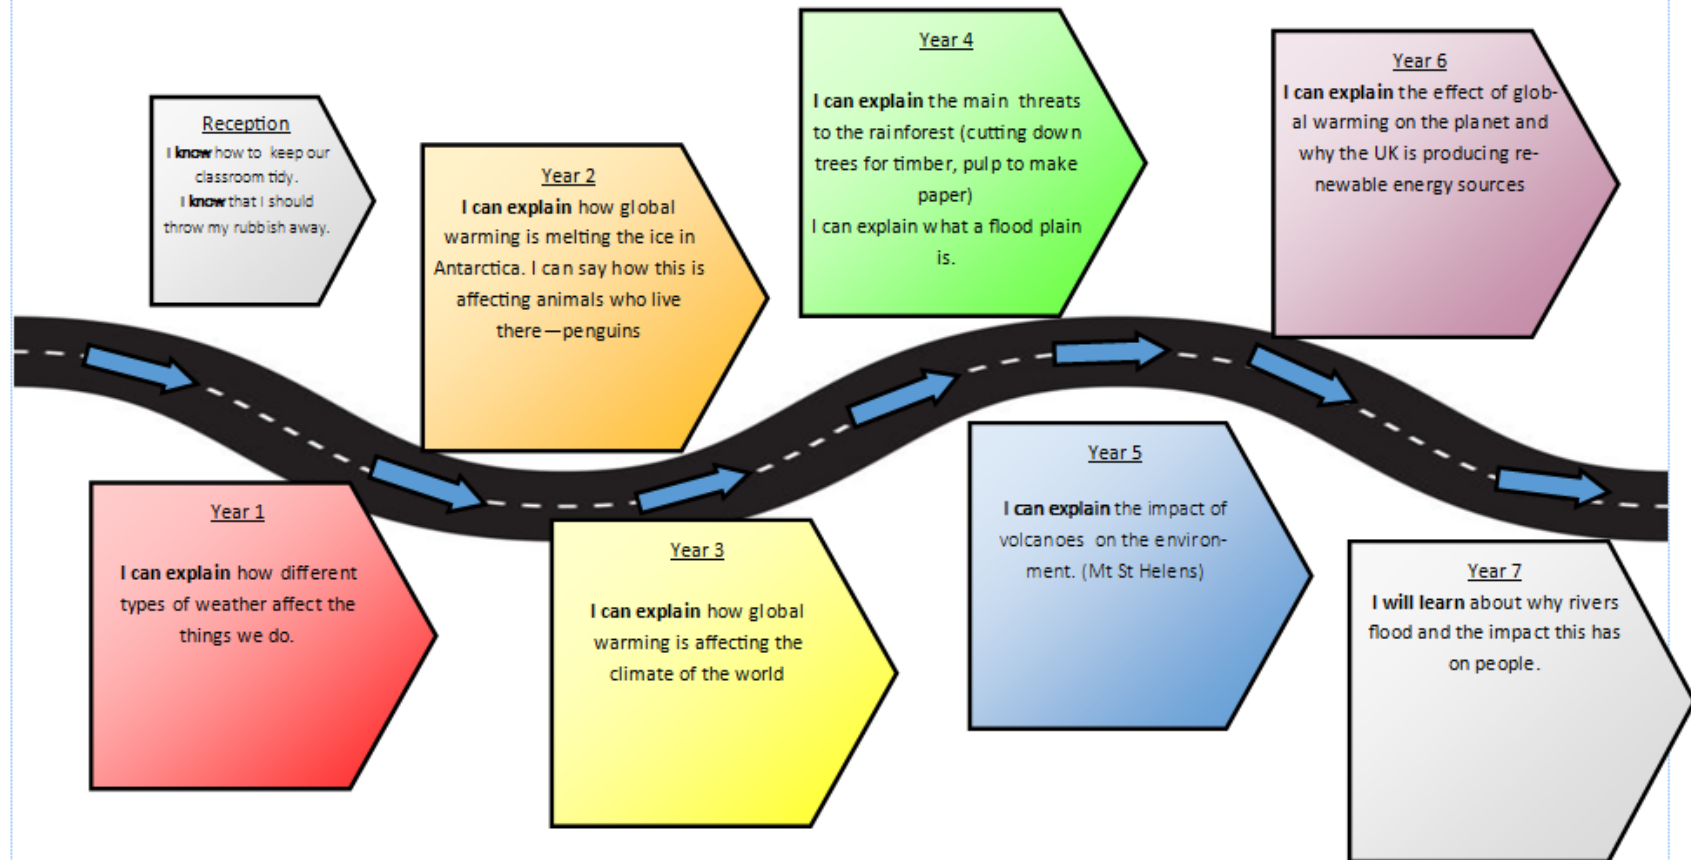 Reception
I know how to keep our
classroom tidy.
I know that I should
throw my rubbish away.
Year 1
I can explain how different
types of weather affect the
things we do.
Year 2
I can explain how global
warming is melting the ice in
Antarctica. I can say how this is
affecting animals who live
there—penguins
Year 3
I can explain how global
warming is affecting the
climate of the world
Year 4
I can explain the main threats
to the rainforest (cutting down
trees for timber, pulp to make
paper)
I can explain what a flood plain
is.
Year 5
I can explain the impact of
volcanoes on the environ-
ment. (Mt St Helens)
Year 6
I can explain the effect of glob-
al warming on the planet and
why the UK is producing re-
newable energy sources
Year 7
I will learn about why rivers
flood and the impact this has
on people.